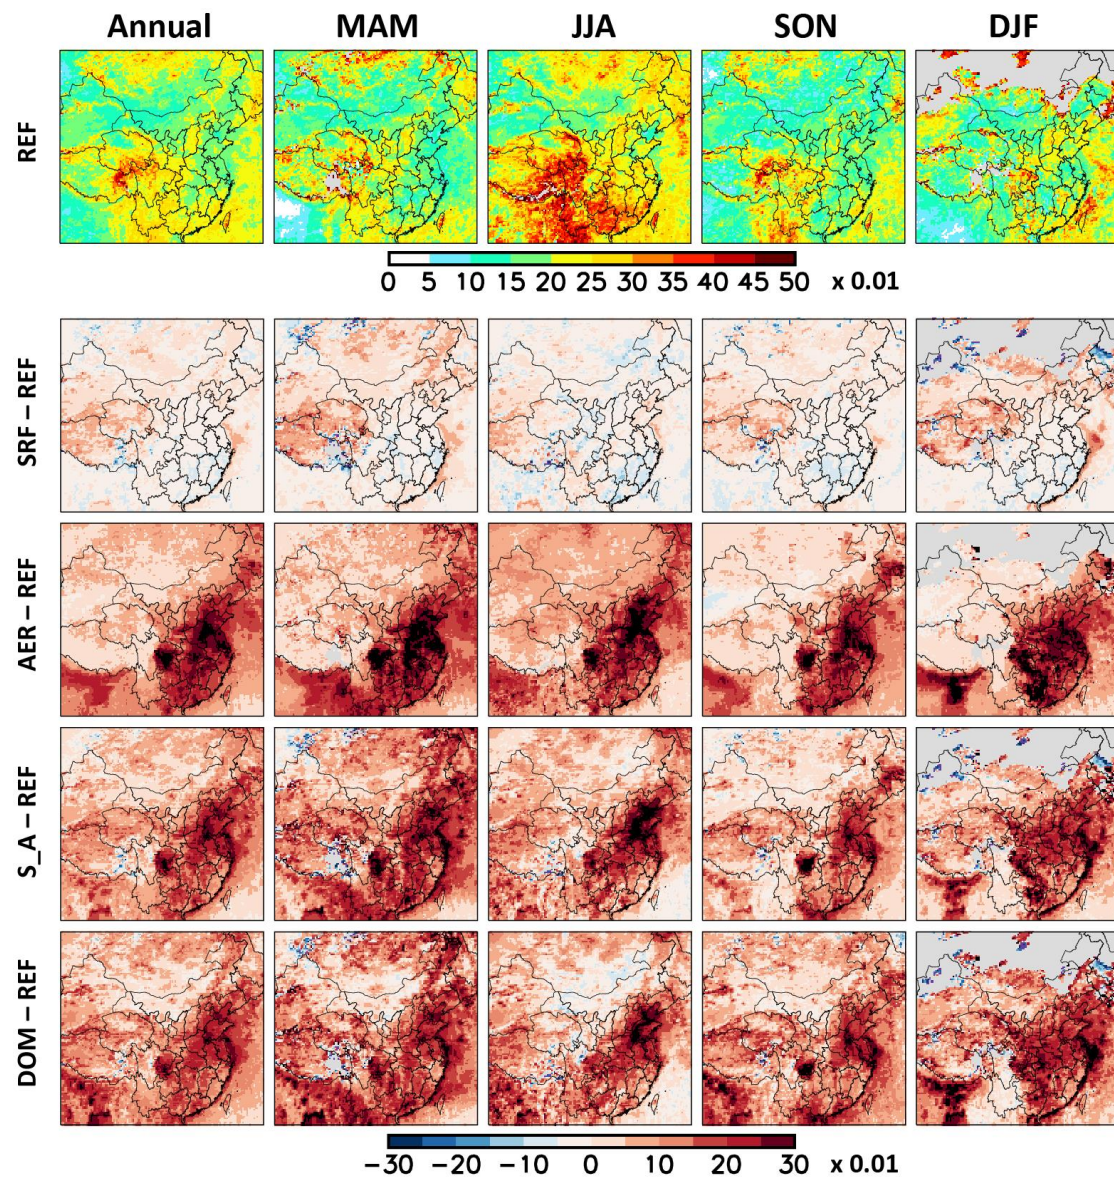 Annual MAM JJA SON DJF
REF
0 5 10 15 20 25 30 35 40 45 50 x 0.01
SRF – REF
AER – REF
S_A – REF
DOM – REF
−30 −20 −10 0 10 20 30 x 0.01